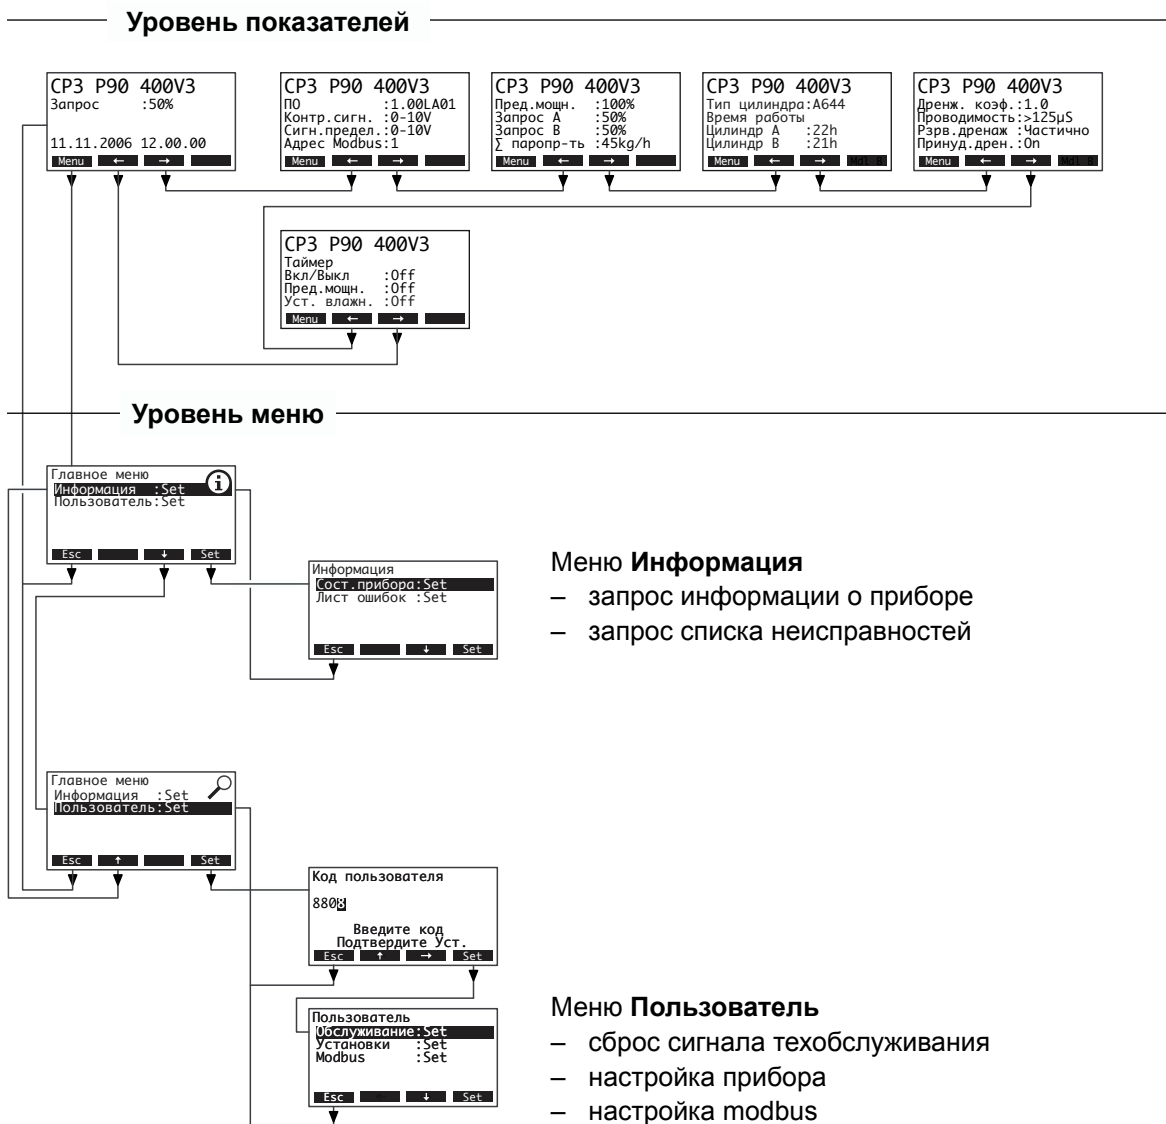 Уровень показателей
CP3 P90 400V3
Запрос :50%
11.11.2006 12.00.00
Menu ← →
CP3 P90 400V3
ПО :1.00LA01
Контр.сигн. :0-10V
Сигн.предел.:0-10V
Адрес Modbus:1
Menu ← →
CP3 P90 400V3
Пред.мощн. :100%
Запрос A :50%
Запрос B :50%
∑ паропр-ть :45kg/h
Menu ← →
CP3 P90 400V3
Тип цилиндра:A644
Время работы
Цилиндр A :22h
Цилиндр B :21h
Menu ← → Mdl B
CP3 P90 400V3
Дренж. коэф.:1.0
Проводимость:>125µS
Рзрв.дренаж :Частично
Принуд.дрен.:On
Menu ← → Mdl B
CP3 P90 400V3
Таймер
Вкл/Выкл :Off
Пред.мощн. :Off
Уст. влажн. :Off
Menu ← →
Уровень меню
Главное меню
Информация :Set
Пользователь:Set
Esc ↓ Set
Информация
Сост.прибора:Set
Лист ошибок :Set
Esc ↓ Set
Меню Информация
– запрос информации о приборе
– запрос списка неисправностей
Главное меню
Информация :Set
Пользователь:Set
Esc ↑ Set
Код пользователя
8808
Введите код
Подтвердите Уст.
Esc ↑ → Set
Пользователь
Обслуживание:Set
Установки :Set
Modbus :Set
Esc ↓ Set
Меню Пользователь
– сброс сигнала техобслуживания
– настройка прибора
– настройка modbus